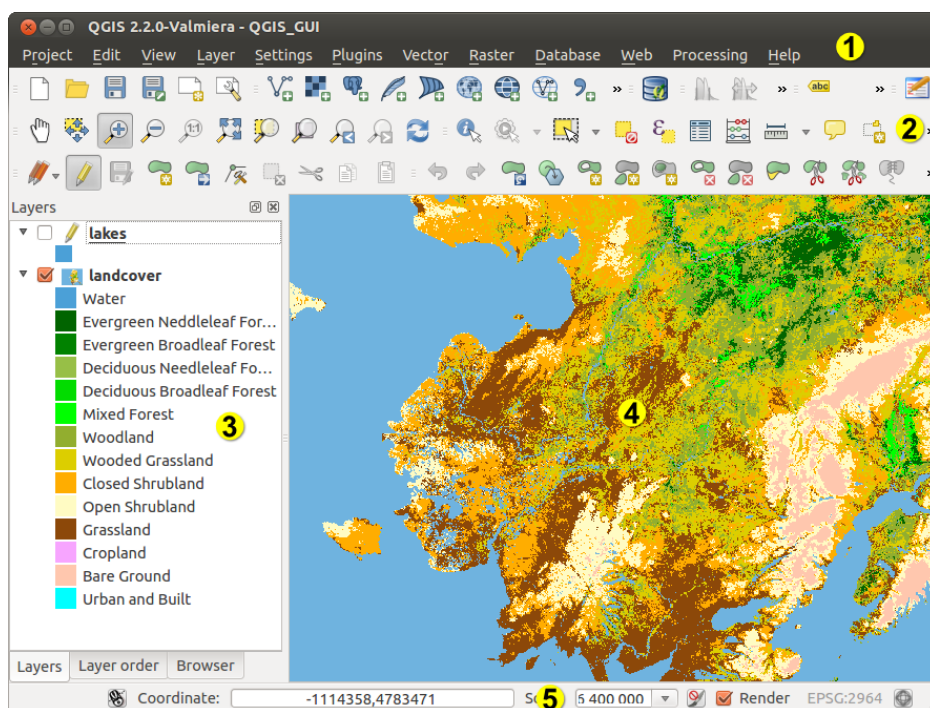 QGIS 2.2.0-Valmiera - QGIS_GUI
Project Edit View Layer Settings Plugins Vector Raster Database Web Processing Help 1
abc
1:1 2
Layers
lakes
landcover
Water
Evergreen Neddleleaf For...
Evergreen Broadleaf Forest
Deciduous Needleleaf Fo...
Deciduous Broadleaf Forest
Mixed Forest
3
4
Woodland
Wooded Grassland
Closed Shrubland
Open Shrubland
Grassland
Cropland
Bare Ground
Urban and Built
Layers Layer order Browser
Coordinate: -1114358,4783471 5 5 400 000 Render EPSG:2964